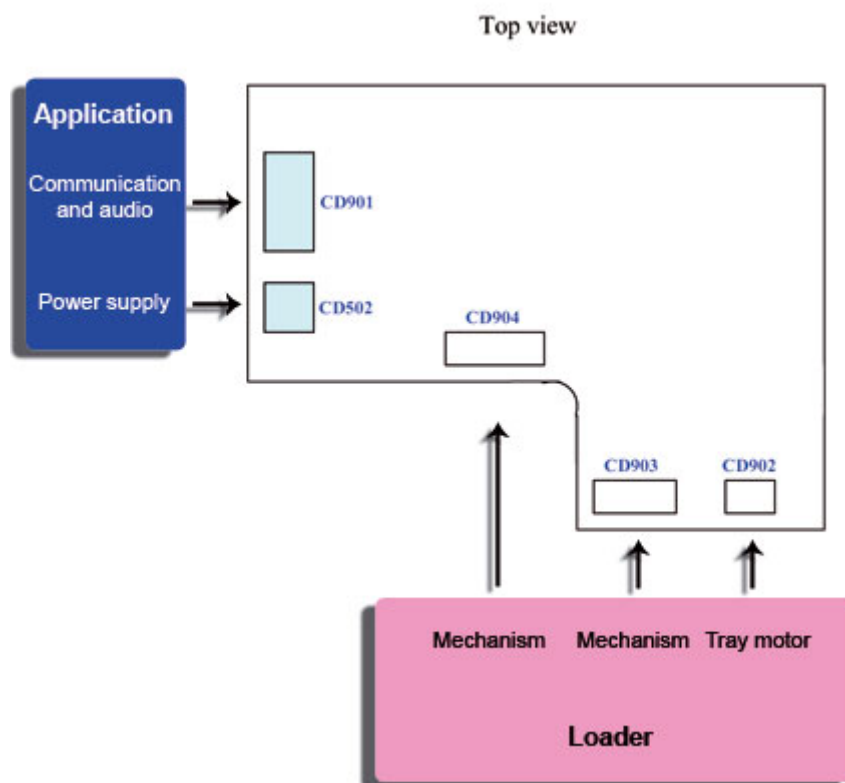 Top view
Application
Communication
and audio
CD901
Power supply
CD502
CD904
CD903
CD902
Mechanism
Mechanism
Tray motor
Loader